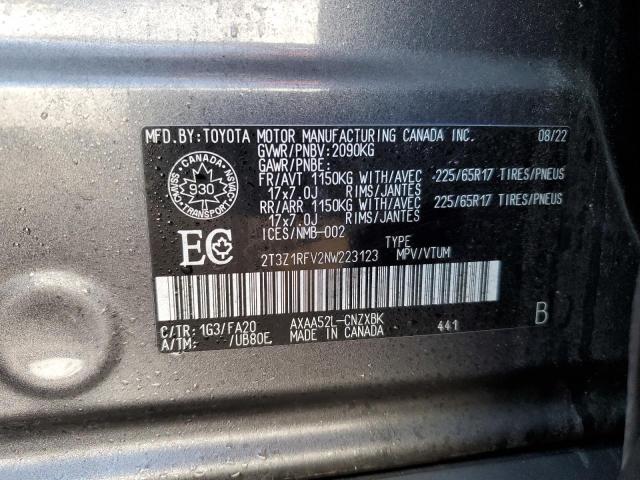 MFD.BY:TOYOTA MOTOR MANUFACTURING CANADA INC. 08/22
GVWR/PNBV:2090KG
GAWR/PNBE:
FR/AVT 1150KG WITH/AVEC 225/65R17 TIRES/PNEUS
17x7.0J RIMS/JANTES
RR/ARR 1150KG WITH/AVEC 225/65R17 TIRES/PNEUS
17x7.0J RIMS/JANTES
ICES/NMB-002
CANADA
930
TRANSPORT
EC
TYPE
2T3Z1RFV2NW223123 MPV/VTUM
C/TR: 1G3/FA20 AXAA52L-CNZXBK 441 B
A/TM: /UB80E MADE IN CANADA